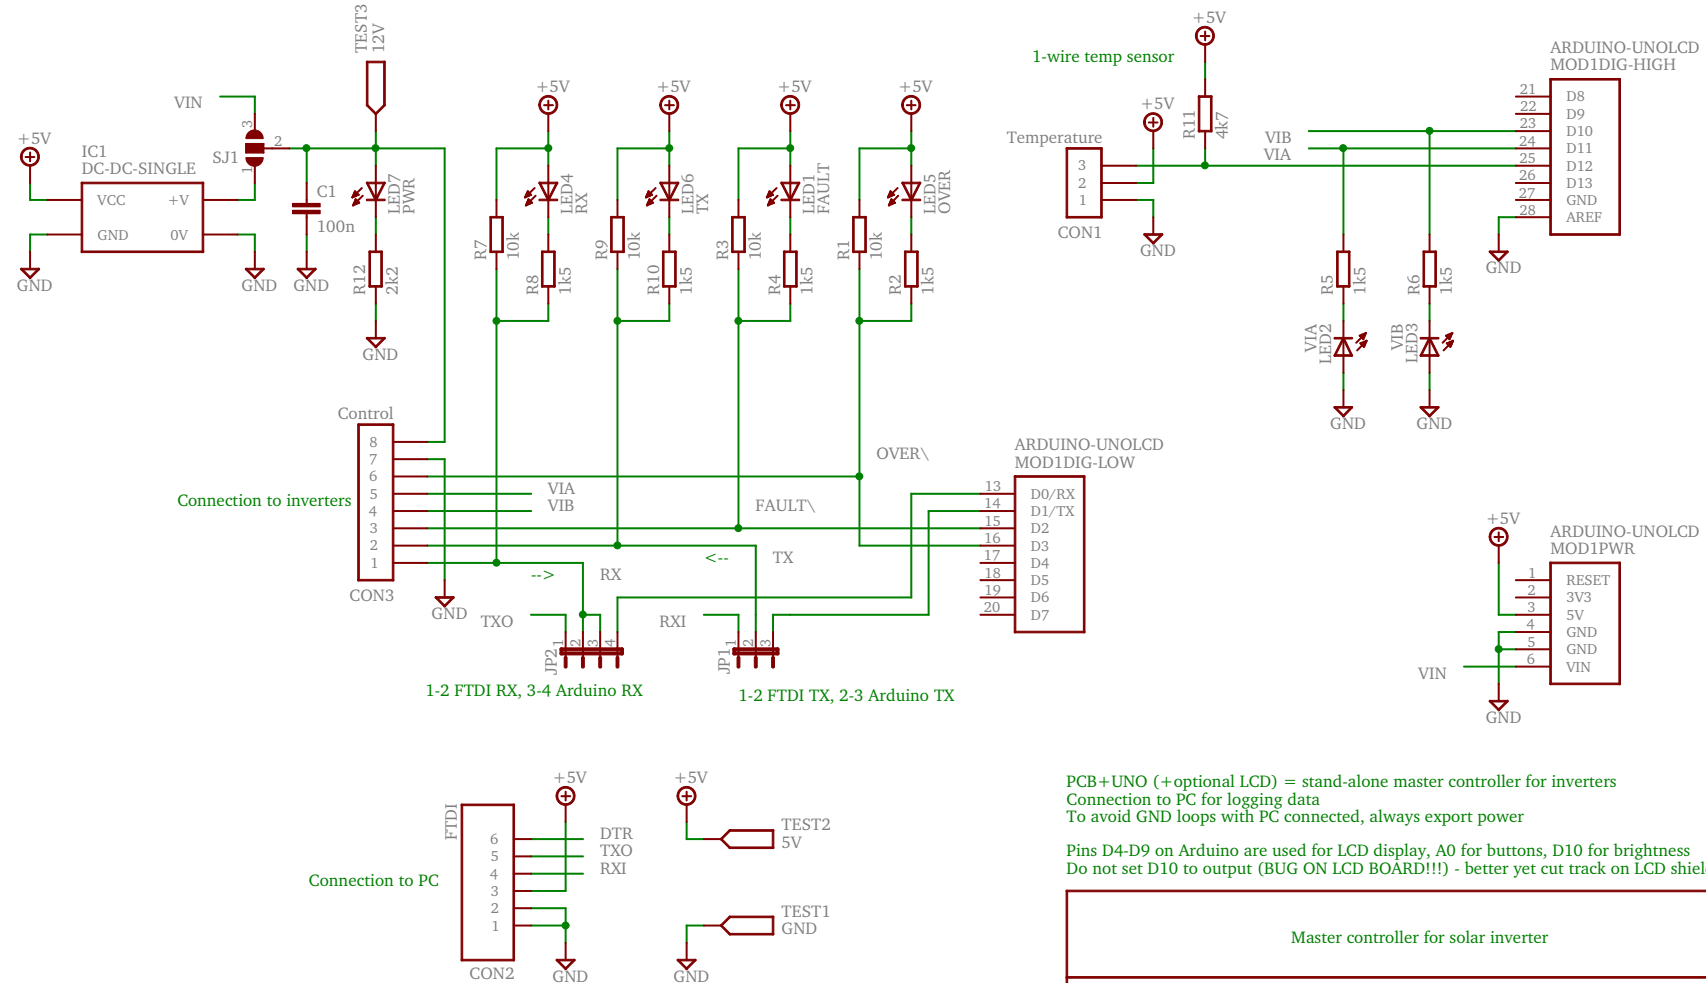 TEST3
12V
VIN
+5V
IC1
DC-DC-SINGLE
VCC +V
GND 0V
GND
GND
SJ1
3
2
1
C1
100n
GND
LED7
PWR
R12
2k2
GND
+5V
LED4
RX
R7
10k
R8
1k5
+5V
LED6
TX
R9
10k
R10
1k5
+5V
LED1
FAULT
R3
10k
R4
1k5
+5V
LED5
OVER
R1
10k
R2
1k5
1-wire temp sensor
+5V
R11
4k7
+5V
Temperature
3
2
1
CON1
GND
VIB
VIA
ARDUINO-UNOLCD
MOD1DIG-HIGH
21 D8
22 D9
23 D10
24 D11
25 D12
26 D13
27 GND
28 AREF
GND
R5
1k5
R6
1k5
VIA
LED2
VIB
LED3
GND
GND
Control
8
7
6
5
4
3
2
1
CON3
Connection to inverters
VIA
VIB
OVER\
FAULT\
<-- TX
--> RX
GND
TXO
RXI
JP2
1
2
3
4
JP1
1
2
3
1-2 FTDI RX, 3-4 Arduino RX
1-2 FTDI TX, 2-3 Arduino TX
ARDUINO-UNOLCD
MOD1DIG-LOW
13 D0/RX
14 D1/TX
15 D2
16 D3
17 D4
18 D5
19 D6
20 D7
+5V
ARDUINO-UNOLCD
MOD1PWR
1 RESET
2 3V3
3 5V
4 GND
5 GND
6 VIN
VIN
GND
FTDI
6
5
4
3
2
1
CON2
Connection to PC
+5V
DTR
TXO
RXI
GND
+5V
TEST2
5V
TEST1
GND
GND
PCB+UNO (+optional LCD) = stand-alone master controller for inverters
Connection to PC for logging data
To avoid GND loops with PC connected, always export power
Pins D4-D9 on Arduino are used for LCD display, A0 for buttons, D10 for brightness
Do not set D10 to output (BUG ON LCD BOARD!!!) - better yet cut track on LCD shiel
Master controller for solar inverter